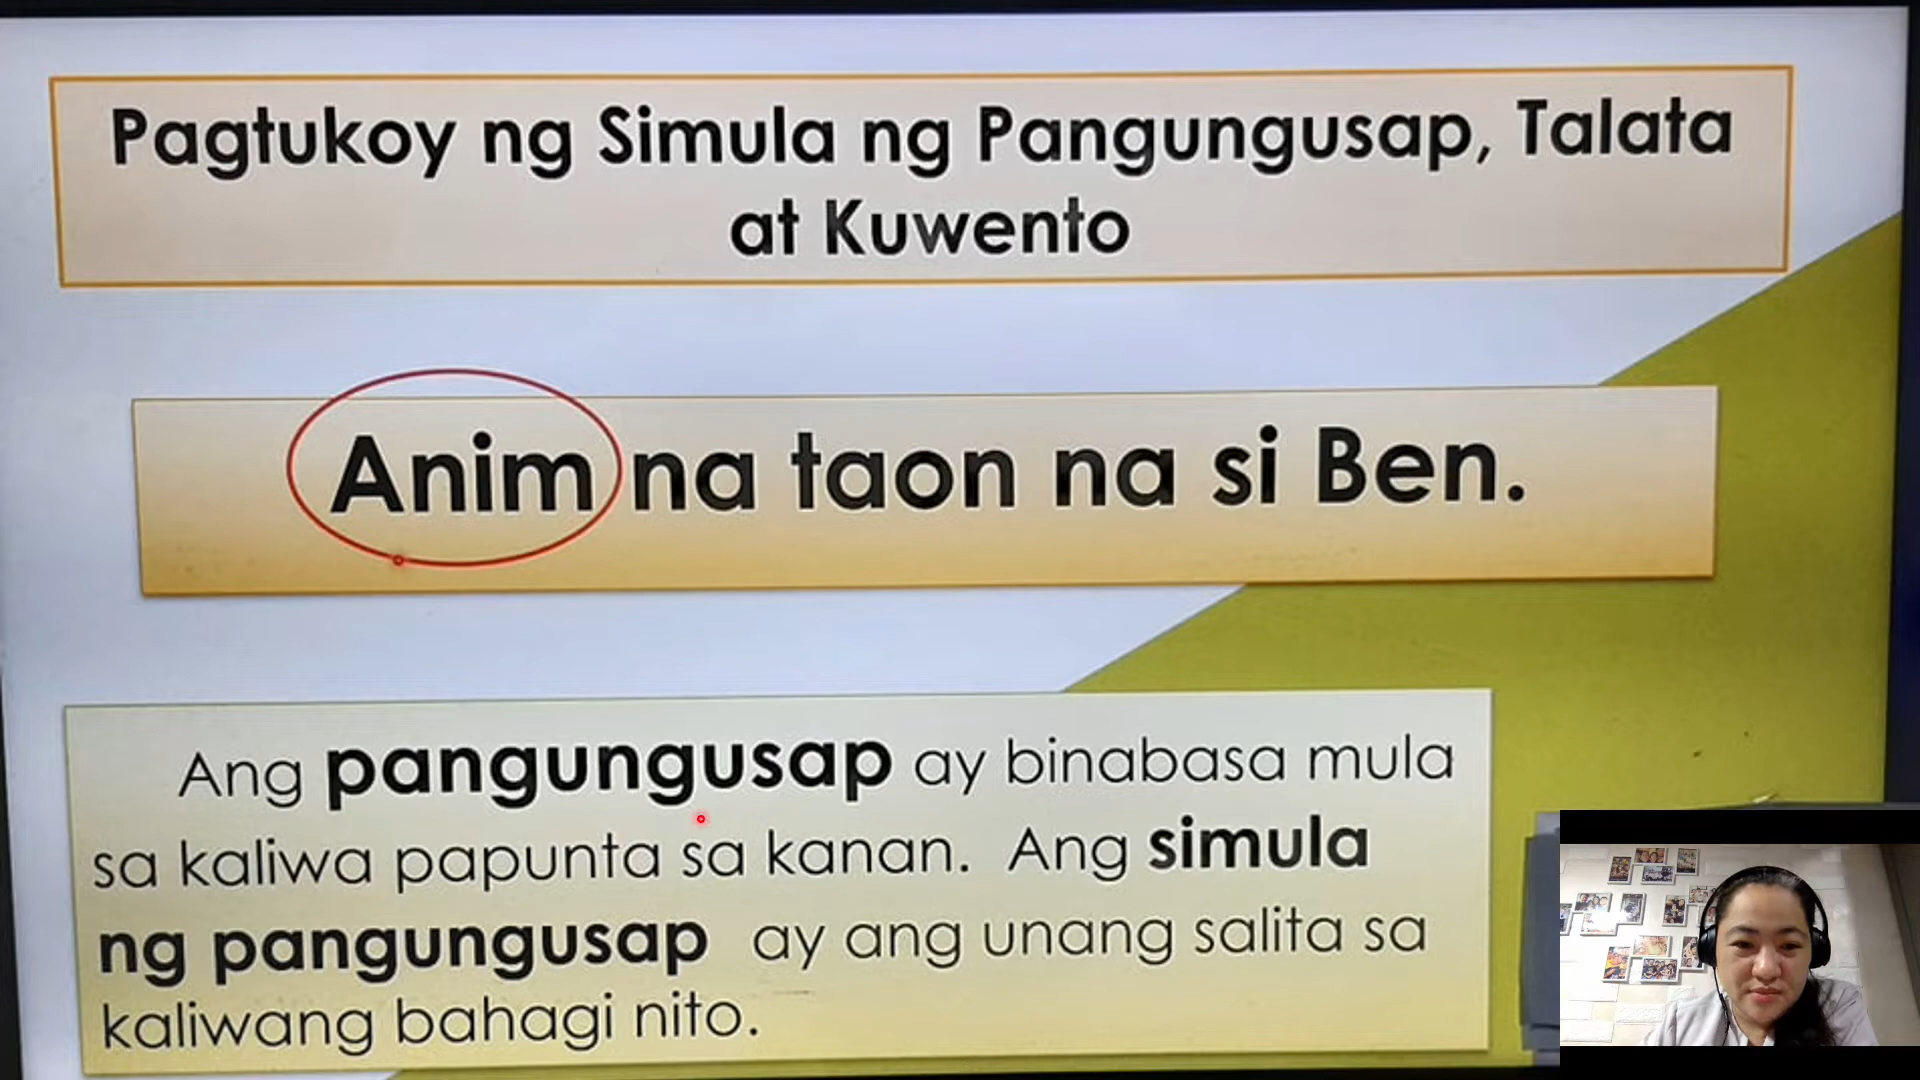 Pagtukoy ng Simula ng Pangungusap, Talata
at Kuwento
Anim na taon na si Ben.
Ang pangungusap ay binabasa mula
sa kaliwa papunta sa kanan. Ang simula
ng pangungusap ay ang unang salita sa
kaliwang bahagi nito.